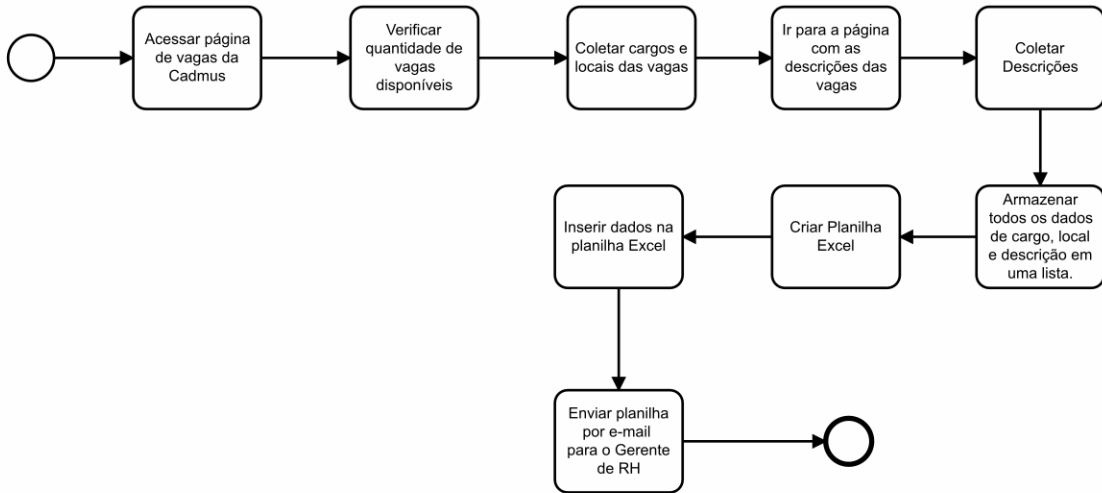 Acessar página
de vagas da
Cadmus
Verificar
quantidade de
vagas
disponíveis
Coletar cargos e
locais das vagas
Ir para a página
com as
descrições das
vagas
Coletar
Descrições
Armazenar
todos os dados
de cargo, local
e descrição em
uma lista.
Criar Planilha
Excel
Inserir dados na
planilha Excel
Enviar planilha
por e-mail
para o Gerente
de RH